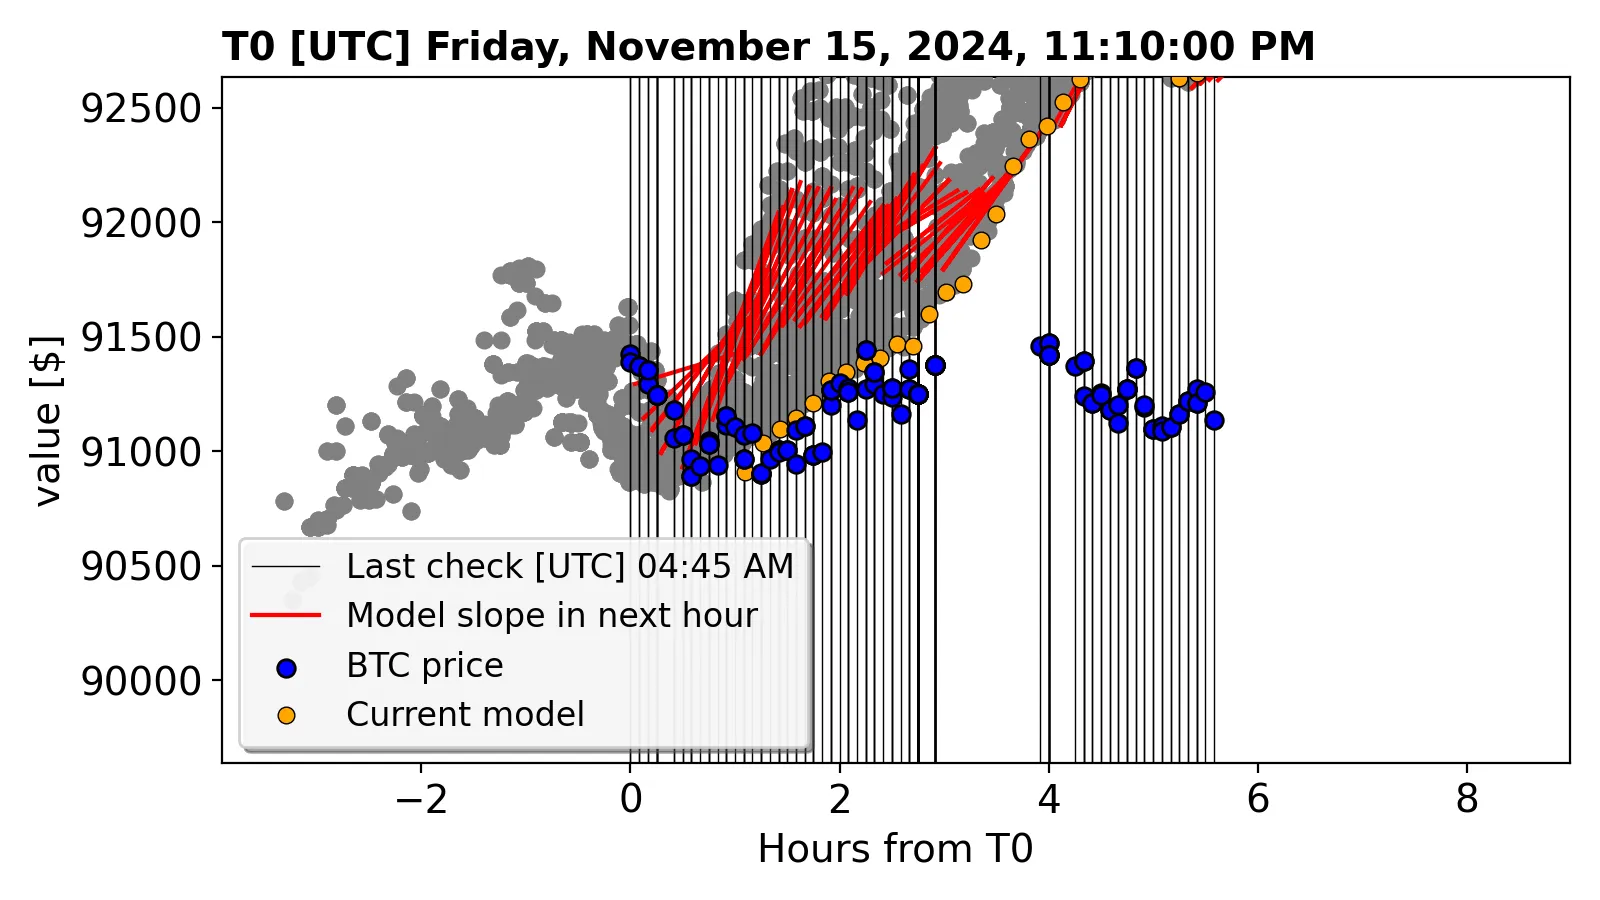 T0 [UTC] Friday, November 15, 2024, 11:10:00 PM
value [$]
92500
92000
91500
91000
90500
90000
Last check [UTC] 04:45 AM
Model slope in next hour
BTC price
Current model
−2 0 2 4 6 8
Hours from T0